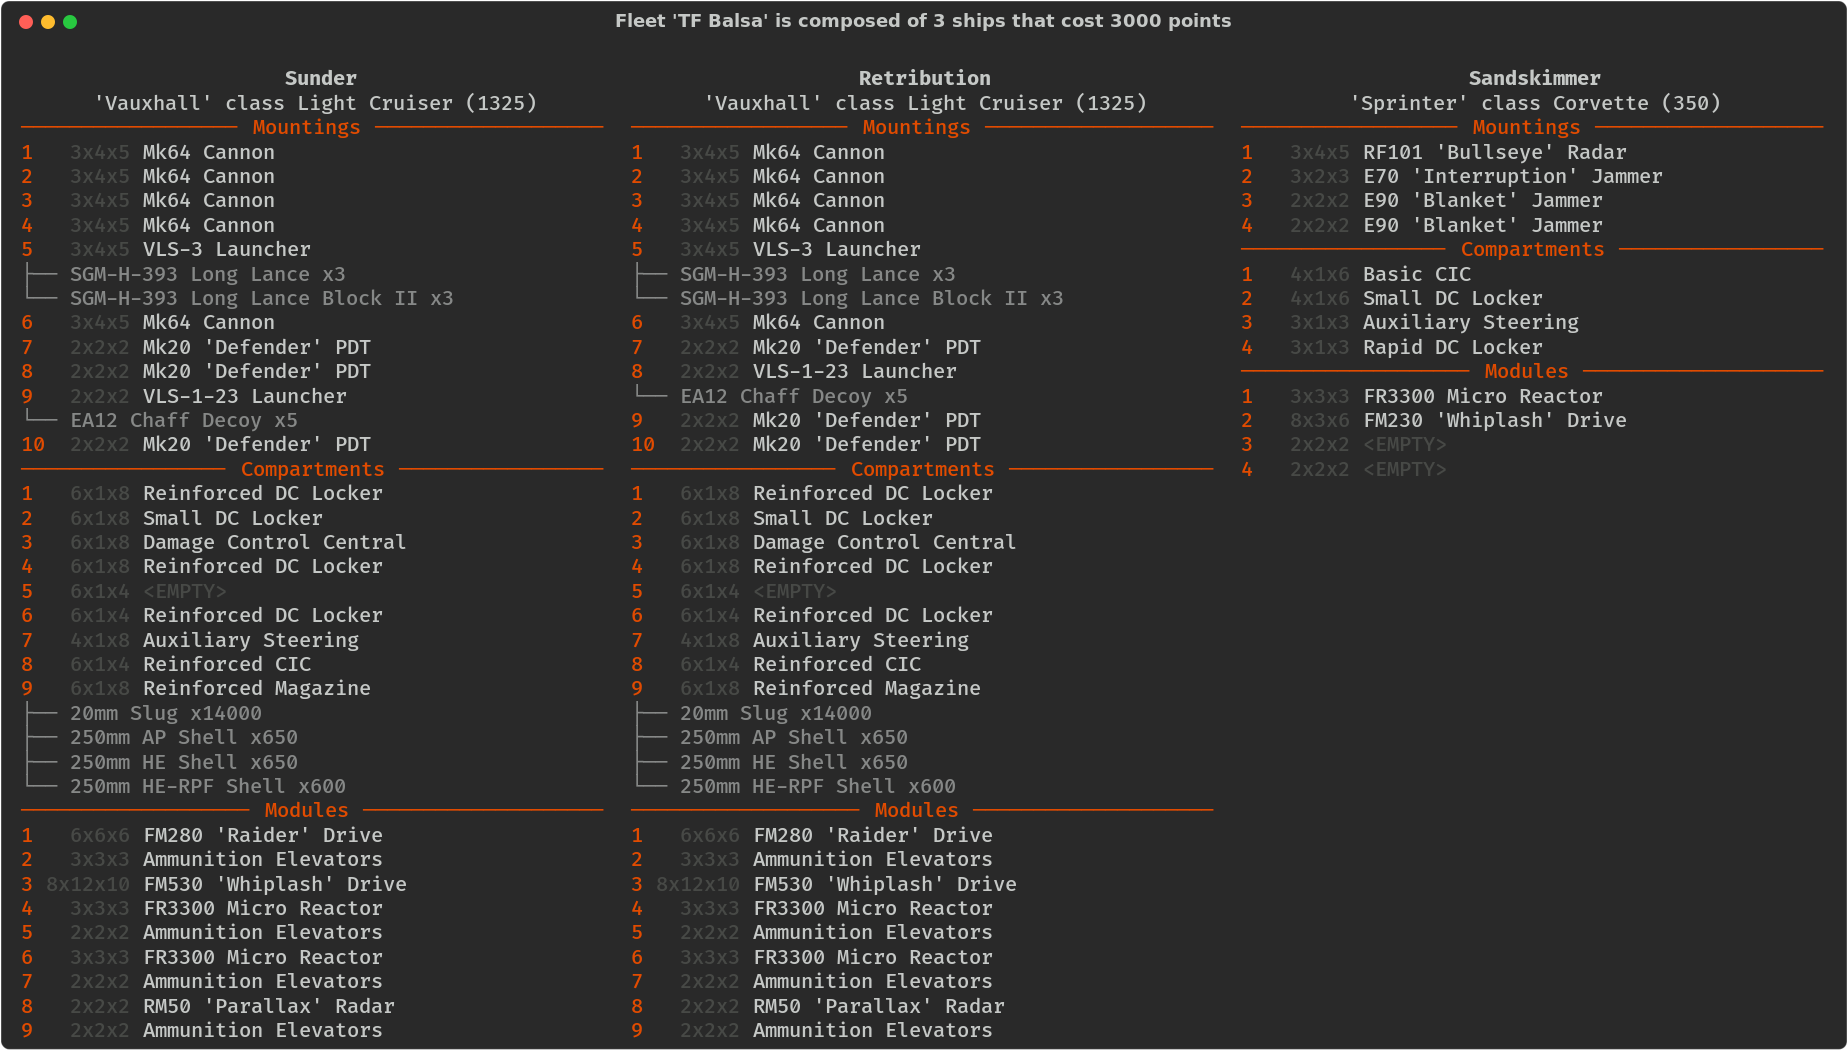 Fleet 'TF Balsa' is composed of 3 ships that cost 3000 points
Sunder
'Vauxhall' class Light Cruiser (1325)
Mountings
1 3x4x5 Mk64 Cannon
2 3x4x5 Mk64 Cannon
3 3x4x5 Mk64 Cannon
4 3x4x5 Mk64 Cannon
5 3x4x5 VLS-3 Launcher
SGM-H-393 Long Lance x3
SGM-H-393 Long Lance Block II x3
6 3x4x5 Mk64 Cannon
7 2x2x2 Mk20 'Defender' PDT
8 2x2x2 Mk20 'Defender' PDT
9 2x2x2 VLS-1-23 Launcher
EA12 Chaff Decoy x5
10 2x2x2 Mk20 'Defender' PDT
Compartments
1 6x1x8 Reinforced DC Locker
2 6x1x8 Small DC Locker
3 6x1x8 Damage Control Central
4 6x1x8 Reinforced DC Locker
5 6x1x4 <EMPTY>
6 6x1x4 Reinforced DC Locker
7 4x1x8 Auxiliary Steering
8 6x1x4 Reinforced CIC
9 6x1x8 Reinforced Magazine
20mm Slug x14000
250mm AP Shell x650
250mm HE Shell x650
250mm HE-RPF Shell x600
Modules
1 6x6x6 FM280 'Raider' Drive
2 3x3x3 Ammunition Elevators
3 8x12x10 FM530 'Whiplash' Drive
4 3x3x3 FR3300 Micro Reactor
5 2x2x2 Ammunition Elevators
6 3x3x3 FR3300 Micro Reactor
7 2x2x2 Ammunition Elevators
8 2x2x2 RM50 'Parallax' Radar
9 2x2x2 Ammunition Elevators
Retribution
'Vauxhall' class Light Cruiser (1325)
Mountings
1 3x4x5 Mk64 Cannon
2 3x4x5 Mk64 Cannon
3 3x4x5 Mk64 Cannon
4 3x4x5 Mk64 Cannon
5 3x4x5 VLS-3 Launcher
SGM-H-393 Long Lance x3
SGM-H-393 Long Lance Block II x3
6 3x4x5 Mk64 Cannon
7 2x2x2 Mk20 'Defender' PDT
8 2x2x2 VLS-1-23 Launcher
EA12 Chaff Decoy x5
9 2x2x2 Mk20 'Defender' PDT
10 2x2x2 Mk20 'Defender' PDT
Compartments
1 6x1x8 Reinforced DC Locker
2 6x1x8 Small DC Locker
3 6x1x8 Damage Control Central
4 6x1x8 Reinforced DC Locker
5 6x1x4 <EMPTY>
6 6x1x4 Reinforced DC Locker
7 4x1x8 Auxiliary Steering
8 6x1x4 Reinforced CIC
9 6x1x8 Reinforced Magazine
20mm Slug x14000
250mm AP Shell x650
250mm HE Shell x650
250mm HE-RPF Shell x600
Modules
1 6x6x6 FM280 'Raider' Drive
2 3x3x3 Ammunition Elevators
3 8x12x10 FM530 'Whiplash' Drive
4 3x3x3 FR3300 Micro Reactor
5 2x2x2 Ammunition Elevators
6 3x3x3 FR3300 Micro Reactor
7 2x2x2 Ammunition Elevators
8 2x2x2 RM50 'Parallax' Radar
9 2x2x2 Ammunition Elevators
Sandskimmer
'Sprinter' class Corvette (350)
Mountings
1 3x4x5 RF101 'Bullseye' Radar
2 3x2x3 E70 'Interruption' Jammer
3 2x2x2 E90 'Blanket' Jammer
4 2x2x2 E90 'Blanket' Jammer
Compartments
1 4x1x6 Basic CIC
2 4x1x6 Small DC Locker
3 3x1x3 Auxiliary Steering
4 3x1x3 Rapid DC Locker
Modules
1 3x3x3 FR3300 Micro Reactor
2 8x3x6 FM230 'Whiplash' Drive
3 2x2x2 <EMPTY>
4 2x2x2 <EMPTY>